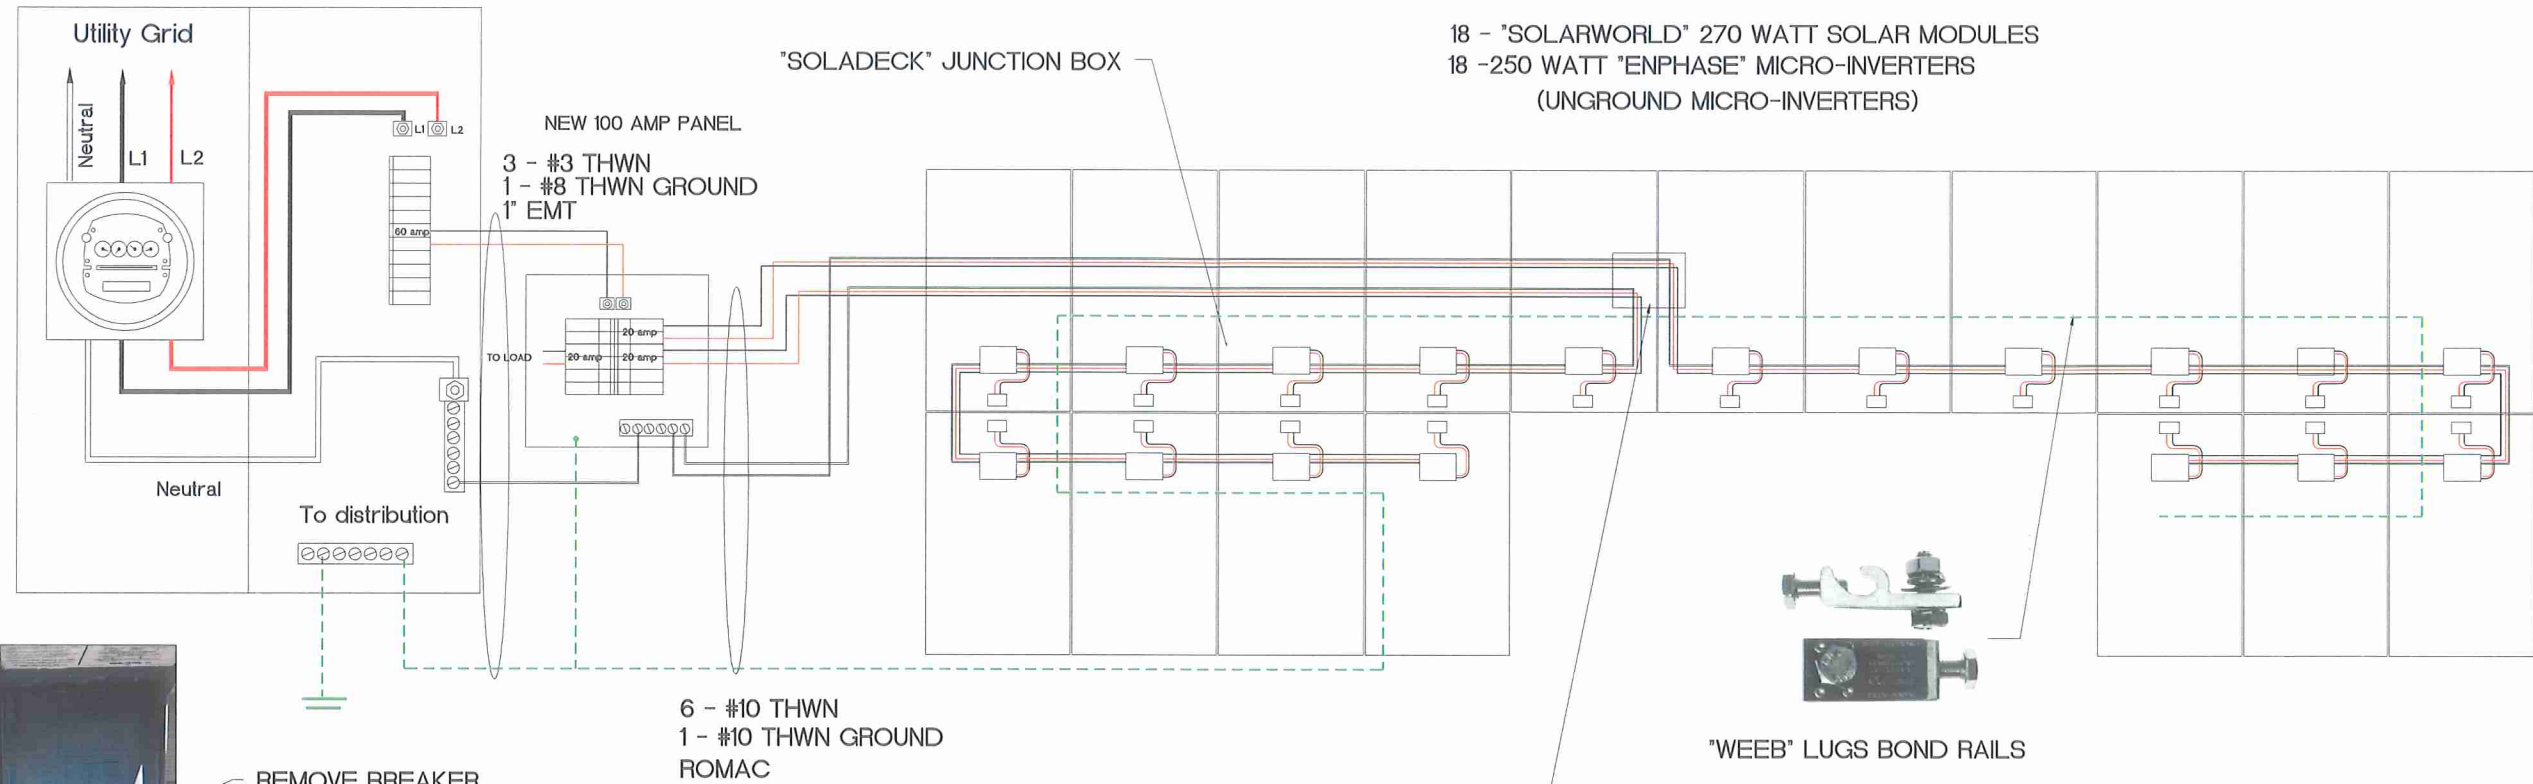 Utility Grid
Neutral
L1
L2
L1
L2
"SOLADECK" JUNCTION BOX
18 - "SOLARWORLD" 270 WATT SOLAR MODULES
18 -250 WATT "ENPHASE" MICRO-INVERTERS
(UNGROUND MICRO-INVERTERS)
NEW 100 AMP PANEL
3 - #3 THWN
1 - #8 THWN GROUND
1" EMT
60 amp
20 amp
TO LOAD
20 amp
20 amp
Neutral
To distribution
6 - #10 THWN
1 - #10 THWN GROUND
ROMAC
"WEEB" LUGS BOND RAILS
REMOVE BREAKER